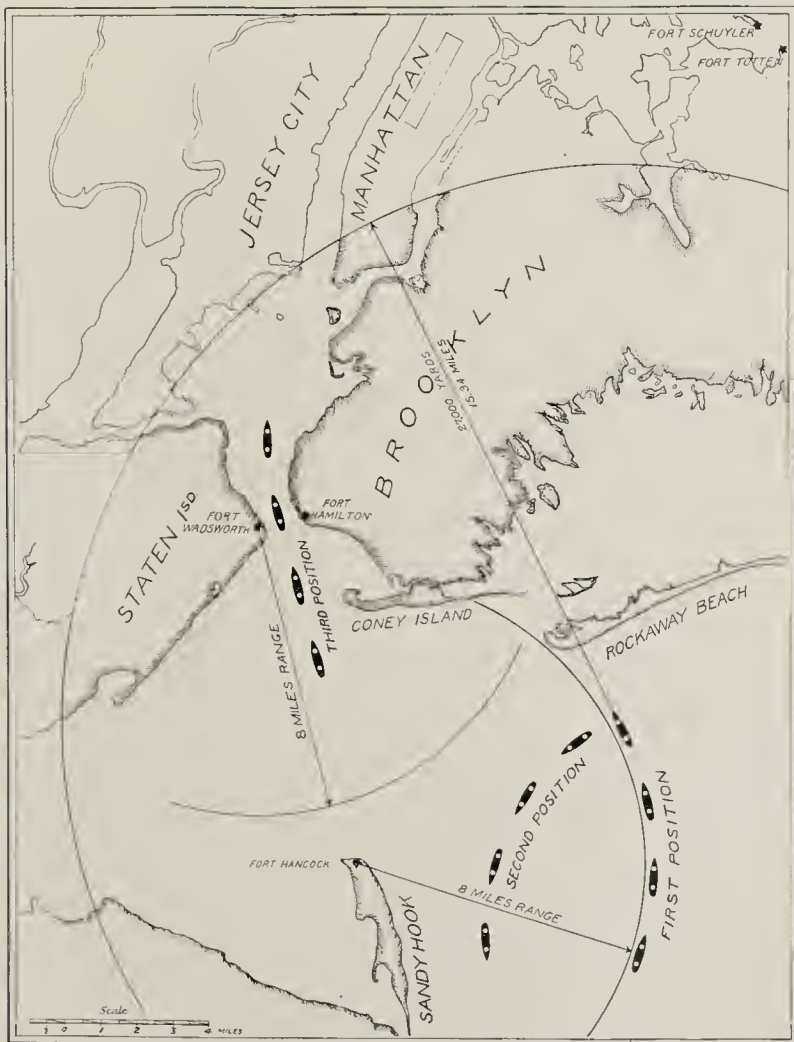 FORT SCHUYLER
FORT TOTTEN
JERSEY CITY
MANHATTAN
BROOKLYN
27,000 YARDS
15.34 MILES
STATEN ISD
FORT
WADSWORTH
FORT
HAMILTON
THIRD POSITION
CONEY ISLAND
ROCKAWAY BEACH
8 MILES RANGE
SECOND POSITION
FIRST POSITION
FORT HANCOCK
8 MILES RANGE
SANDY HOOK
Scale
1 0 1 2 3 4 MILES